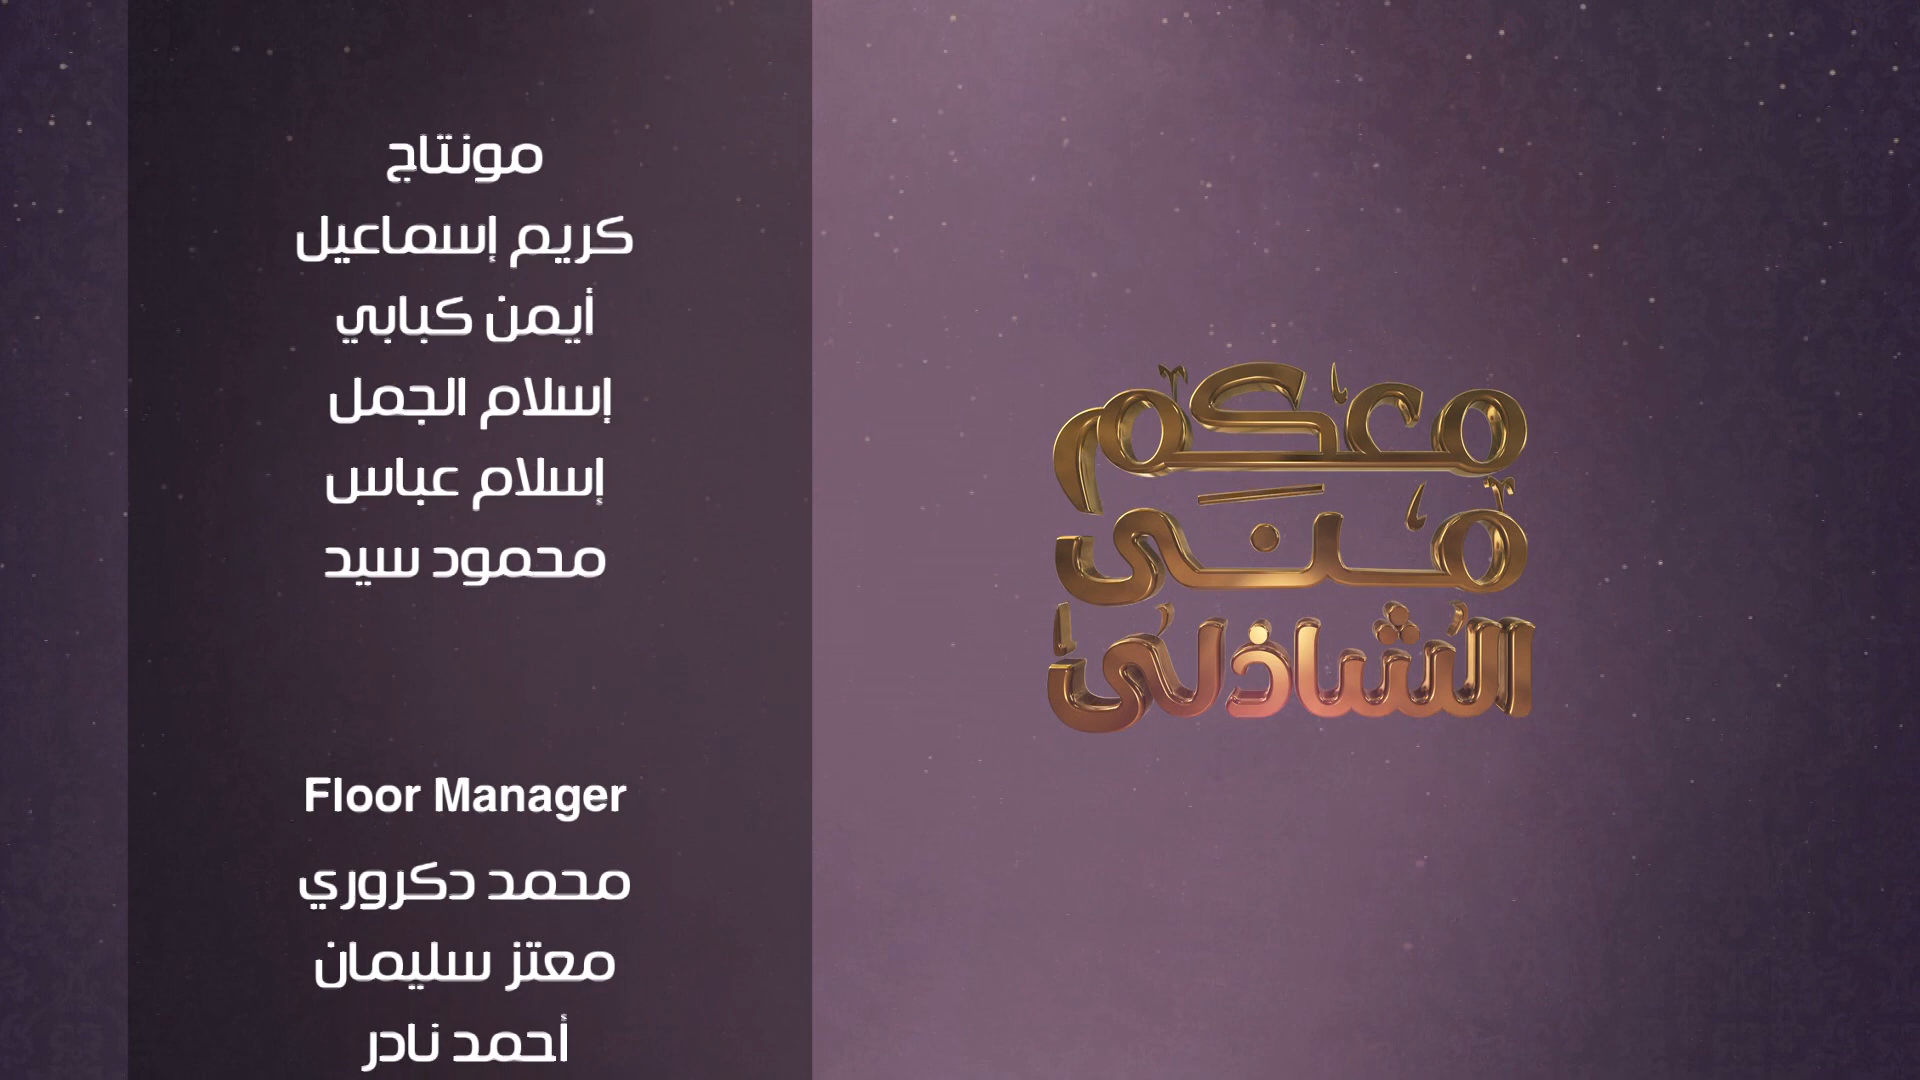 مونتاج
كريم إسماعيل
أيمن كبابي
إسلام الجمل
إسلام عباس
محمود سيد
Floor Manager
محمد دكروري
معتز سليمان
أحمد نادر
معكم
منى
الشاذلي